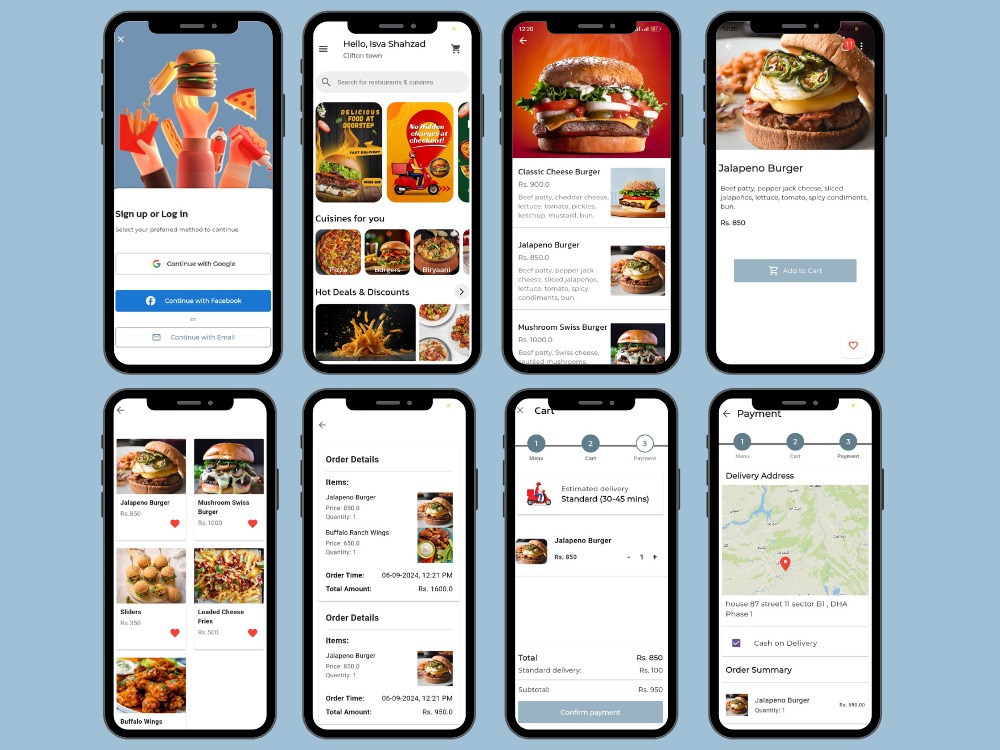 Sign up or Log in
Select your preferred method to continue
Continue with Google
Continue with Facebook
or
Continue with Email
Hello, Isva Shahzad
Clifton town
Search for restaurants & cuisines
DELICIOUS
FOOD AT
DOORSTEP
FAST DELIVERY
ORDER NOW
No hidden
charges at
checkout!
Cuisines for you
Pizza
Burgers
Biryaani
Hot Deals & Discounts
12:20
Classic Cheese Burger
Rs. 900.0
Beef patty, cheddar cheese,
lettuce, tomato, pickles,
ketchup, mustard, bun.
Jalapeno Burger
Rs. 850.0
Beef patty, pepper jack
cheese, sliced jalapeños,
lettuce, tomato, spicy
condiments, bun.
Mushroom Swiss Burger
Rs. 1000.0
Beef patty, Swiss cheese,
sautéed mushrooms,
12:20
11
Jalapeno Burger
Beef patty, pepper jack cheese, sliced
jalapeños, lettuce, tomato, spicy condiments,
bun.
Rs. 850
Add to Cart
Jalapeno Burger
Rs.850
Mushroom Swiss
Burger
Rs.1000
Sliders
Rs.350
Loaded Cheese
Fries
Rs.500
Buffalo Wings
Order Details
Items:
Jalapeno Burger
Price: 850.0
Quantity: 1
Buffalo Ranch Wings
Price: 650.0
Quantity: 1
Order Time: 06-09-2024, 12:21 PM
Total Amount: Rs. 1600.0
Order Details
Items:
Jalapeno Burger
Price: 850.0
Quantity: 1
Order Time: 06-09-2024, 12:21 PM
Total Amount: Rs. 950.0
Cart
1 2 3
Menu Cart Payment
Estimated delivery
Standard (30-45 mins)
Jalapeno Burger
Rs. 850 - 1 +
Total Rs. 850
Standard delivery: Rs. 100
Subtotal: Rs. 950
Confirm payment
Payment
1 2 3
Menu Cart Payment
Delivery Address
house 87 street 11 sector B1 , DHA
Phase 1
Cash on Delivery
Order Summary
Jalapeno Burger
Quantity: 1
Rs. 850.00